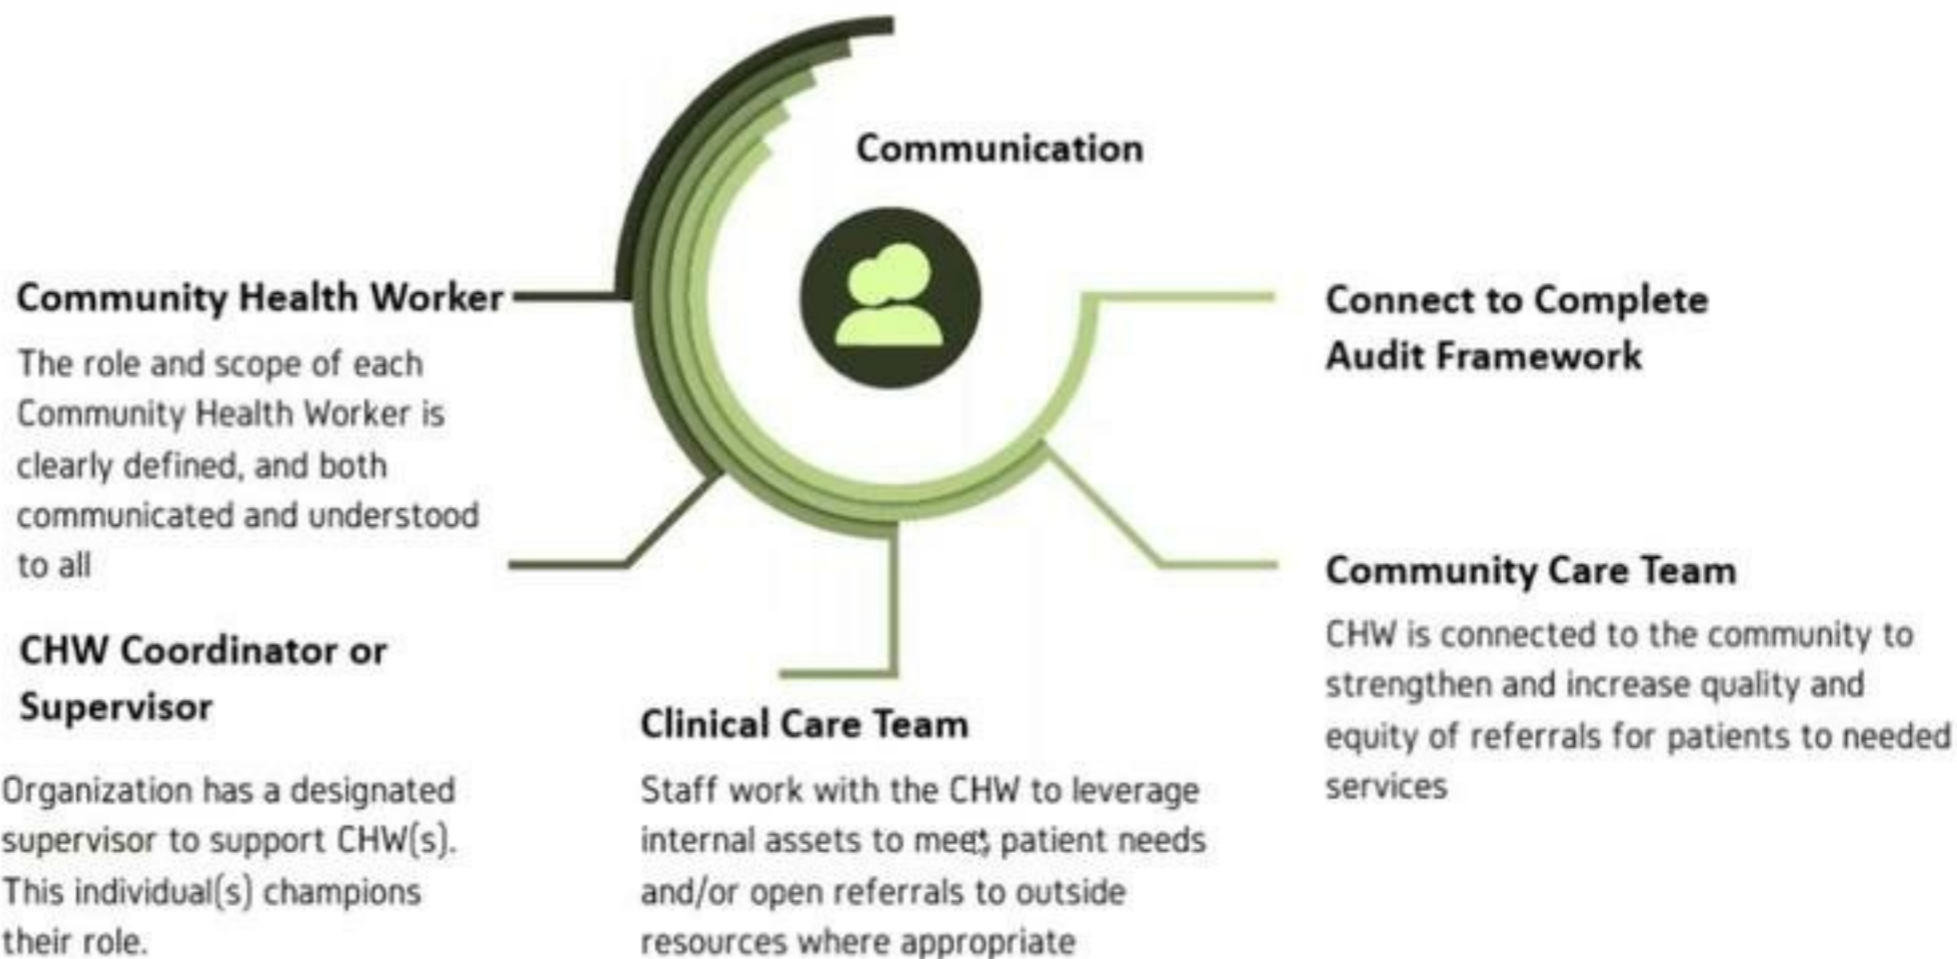 Communication
Community Health Worker
The role and scope of each
Community Health Worker is
clearly defined, and both
communicated and understood
to all
CHW Coordinator or
Supervisor
Organization has a designated
supervisor to support CHW(s).
This individual(s) champions
their role.
Clinical Care Team
Staff work with the CHW to leverage
internal assets to meet patient needs
and/or open referrals to outside
resources where appropriate
Connect to Complete
Audit Framework
Community Care Team
CHW is connected to the community to
strengthen and increase quality and
equity of referrals for patients to needed
services